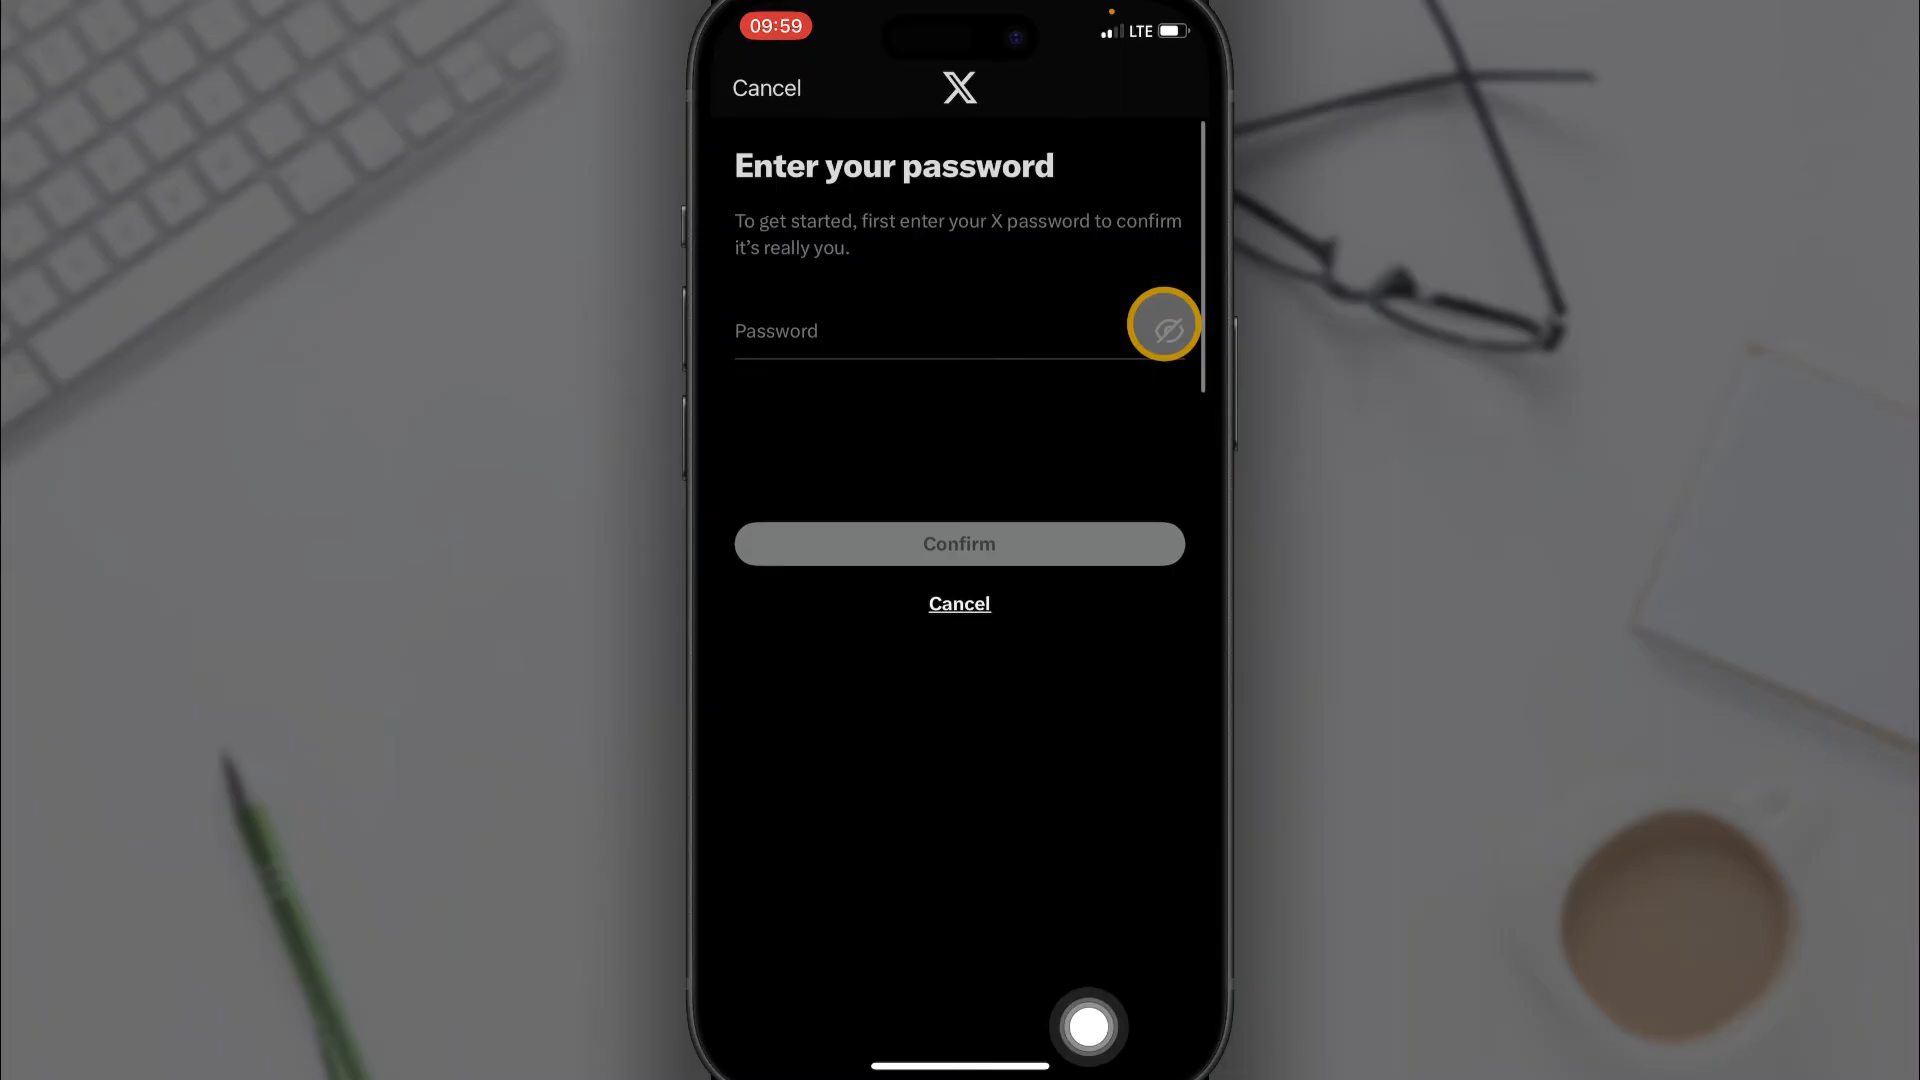 09:59
LTE
Cancel
X
Enter your password
To get started, first enter your X password to confirm
it's really you.
Password
Confirm
Cancel